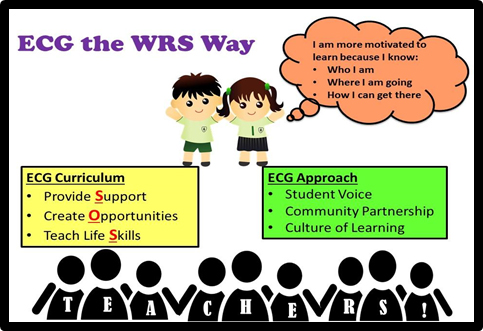 ECG the WRS Way
I am more motivated to
learn because I know:
• Who I am
• Where I am going
• How I can get there
ECG Curriculum
• Provide Support
• Create Opportunities
• Teach Life Skills
ECG Approach
• Student Voice
• Community Partnership
• Culture of Learning
TEACHERS!